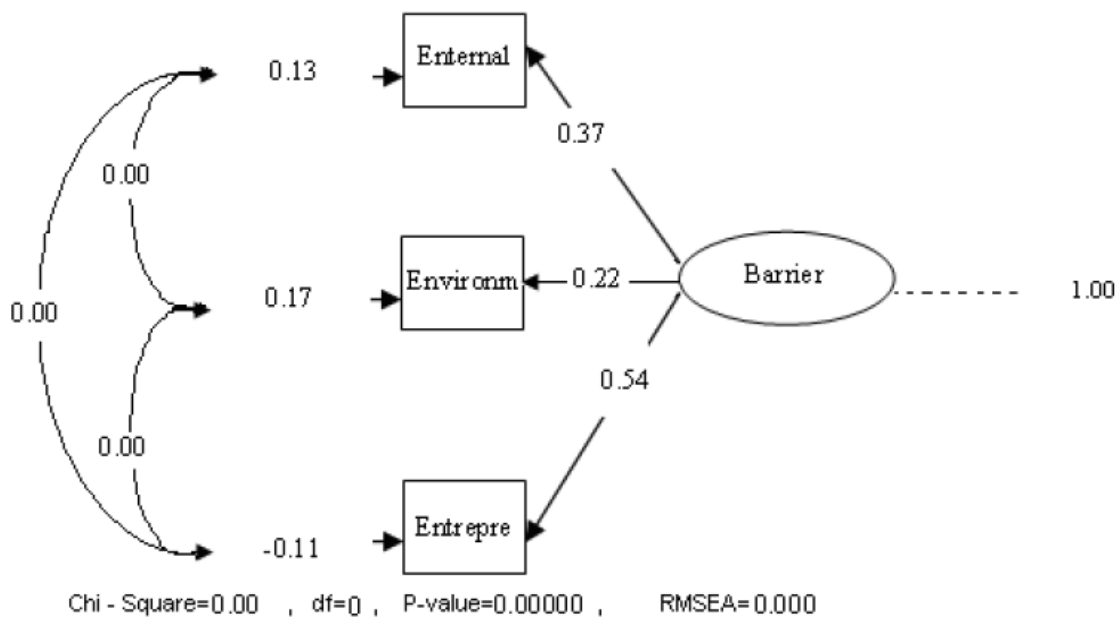 0.13
Enternal
0.37
0.00
0.17
Environm
0.22
Barrier
1.00
0.00
0.54
0.00
-0.11
Entrepre
Chi - Square=0.00 , df=0 , P-value=0.00000 , RMSEA=0.000